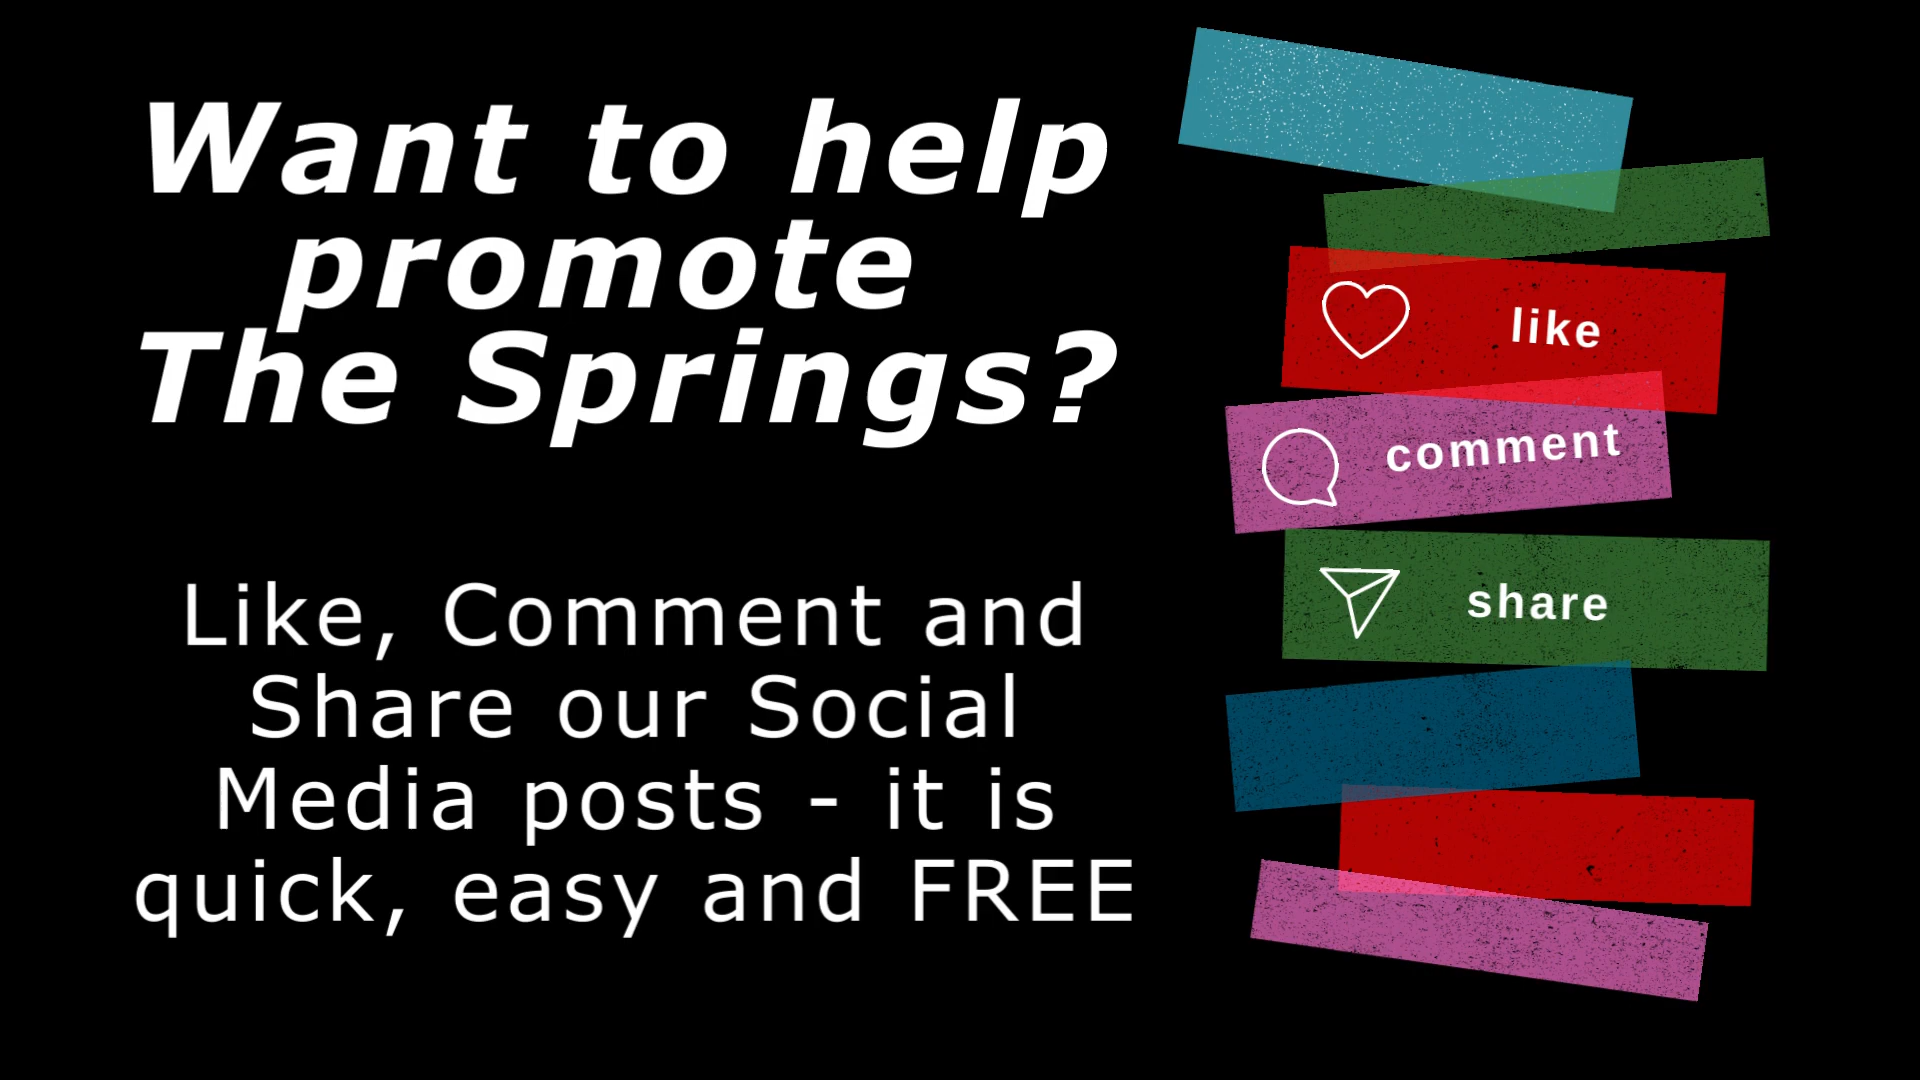 Want to help
promote
The Springs?
Like, Comment and
Share our Social
Media posts - it is
quick, easy and FREE
like
comment
share